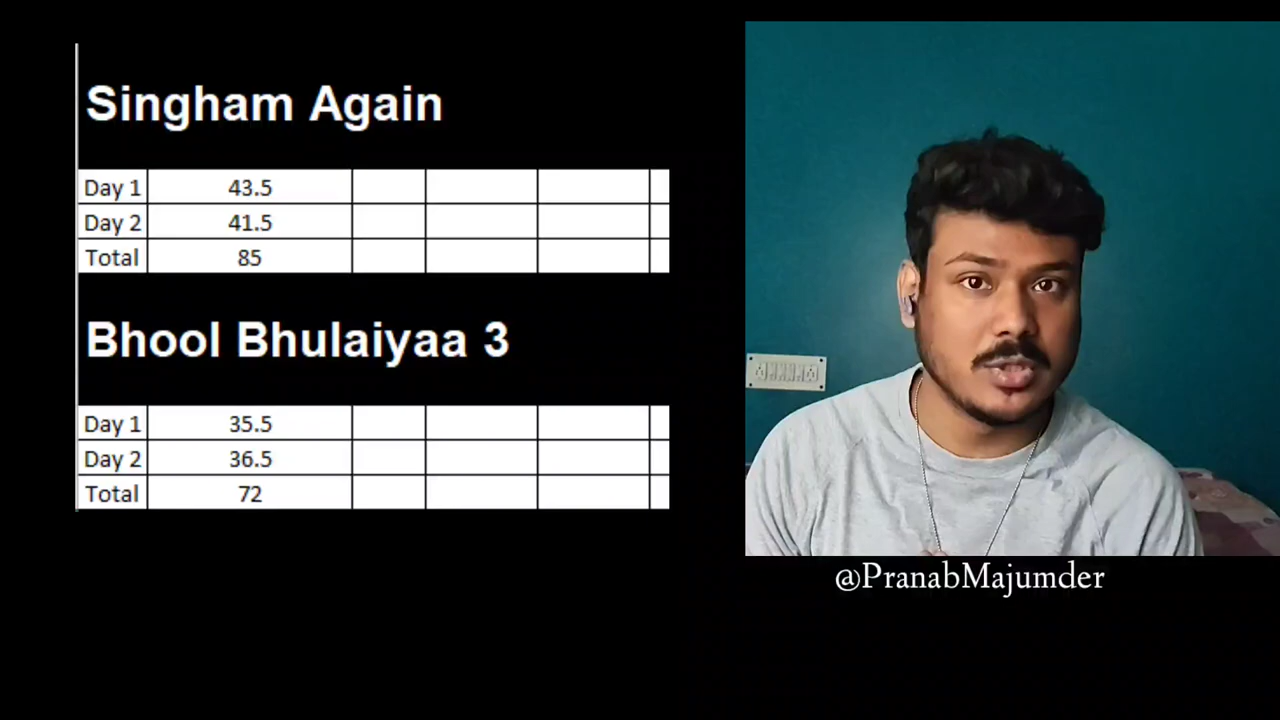 Singham Again
Day 1 43.5
Day 2 41.5
Total 85
Bhool Bhulaiyaa 3
Day 1 35.5
Day 2 36.5
Total 72
@PranabMajumder